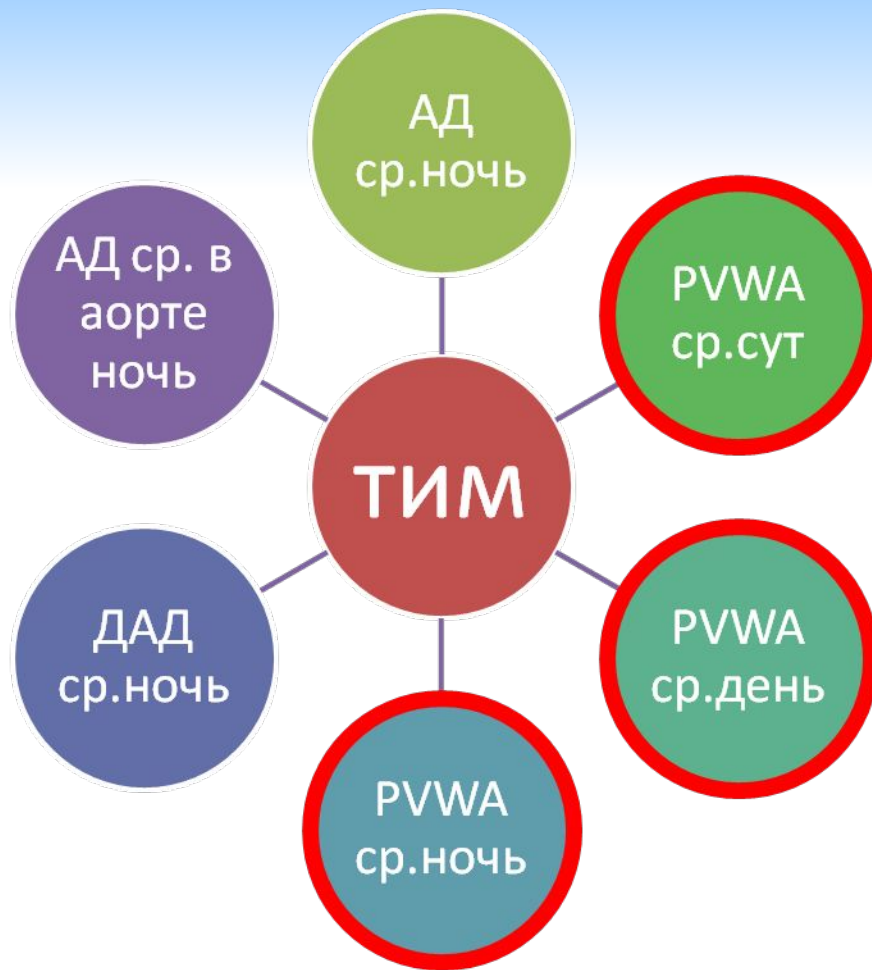 АД
ср.ночь
АД ср. в
аорте
ночь
PVWA
ср.сут
ТИМ
ДАД
ср.ночь
PVWA
ср.день
PVWA
ср.ночь